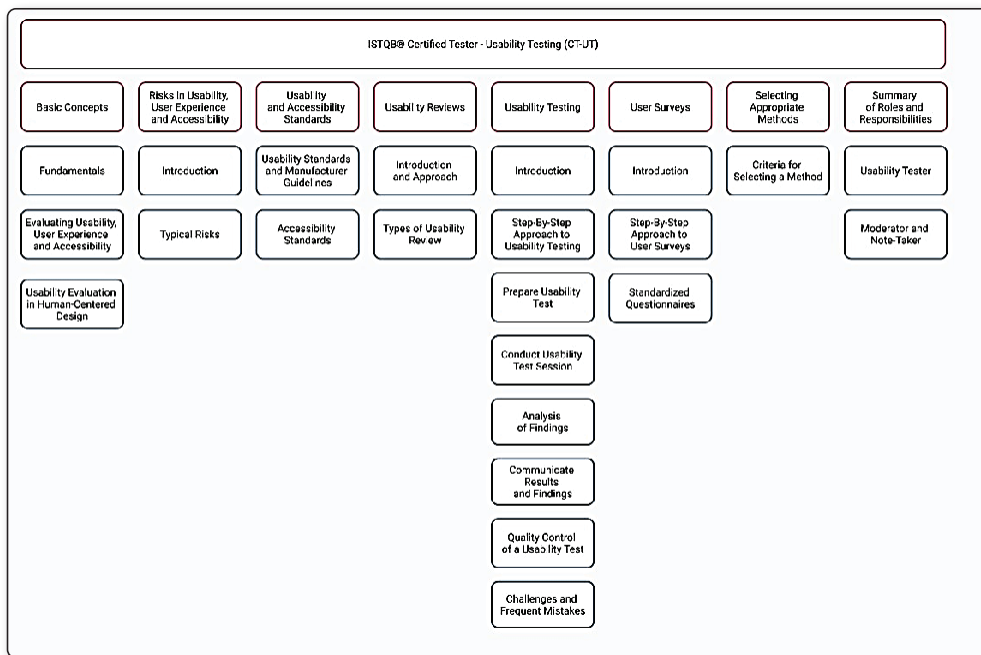 ISTQB® Certified Tester - Usability Testing (CT-UT)
Basic Concepts
Risks in Usability,
User Experience
and Accessibility
Usability
and Accessibility
Standards
Usability Reviews
Usability Testing
User Surveys
Selecting
Appropriate
Methods
Summary
of Roles and
Responsibilities
Fundamentals
Introduction
Usability Standards
and Manufacturer
Guidelines
Introduction
and Approach
Introduction
Introduction
Criteria for
Selecting a Method
Usability Tester
Evaluating Usability,
User Experience
and Accessibility
Typical Risks
Accessibility
Standards
Types of Usability
Review
Step-By-Step
Approach to
Usability Testing
Step-By-Step
Approach to
User Surveys
Moderator and
Note-Taker
Usability Evaluation
in Human-Centered
Design
Prepare Usability
Test
Standardized
Questionnaires
Conduct Usability
Test Session
Analysis
of Findings
Communicate
Results
and Findings
Quality Control
of a Usability Test
Challenges and
Frequent Mistakes